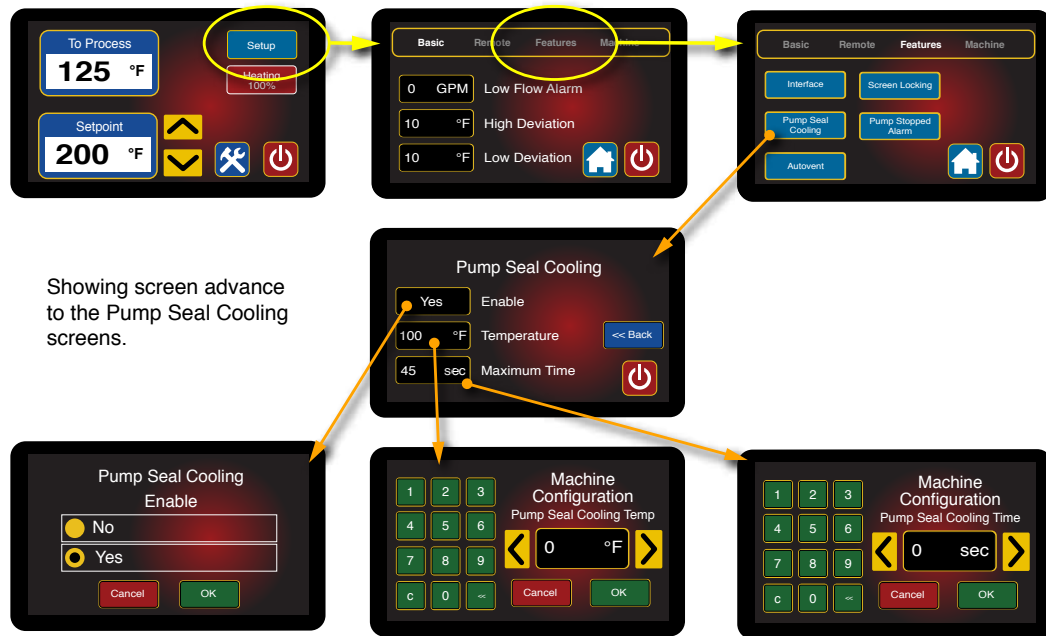 To Process
125 °F
Setup
Heating
100%
Setpoint
200 °F
Basic Remote Features Machine
0 GPM Low Flow Alarm
10 °F High Deviation
10 °F Low Deviation
Basic Remote Features Machine
Interface Screen Locking
Pump Seal
Cooling
Pump Stopped
Alarm
Autovent
Showing screen advance
to the Pump Seal Cooling
screens.
Pump Seal Cooling
Yes Enable
100 °F Temperature
<< Back
45 sec Maximum Time
Pump Seal Cooling
Enable
No
Yes
Cancel OK
1 2 3
4 5 6
7 8 9
c 0 <<
Machine
Configuration
Pump Seal Cooling Temp
0 °F
Cancel OK
1 2 3
4 5 6
7 8 9
c 0 <<
Machine
Configuration
Pump Seal Cooling Time
0 sec
Cancel OK